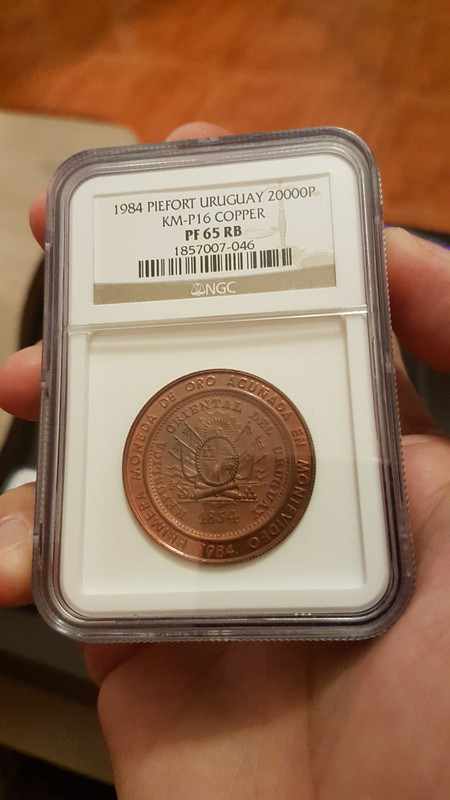 1984 PIEFORT URUGUAY 20000P
KM-P16 COPPER
PF 65 RB
1857007-046
NGC
PRIMERA MONEDA DE ORO ACUÑADA EN MONTEVIDEO
1984
REPUBLICA ORIENTAL DEL URUGUAY
1854